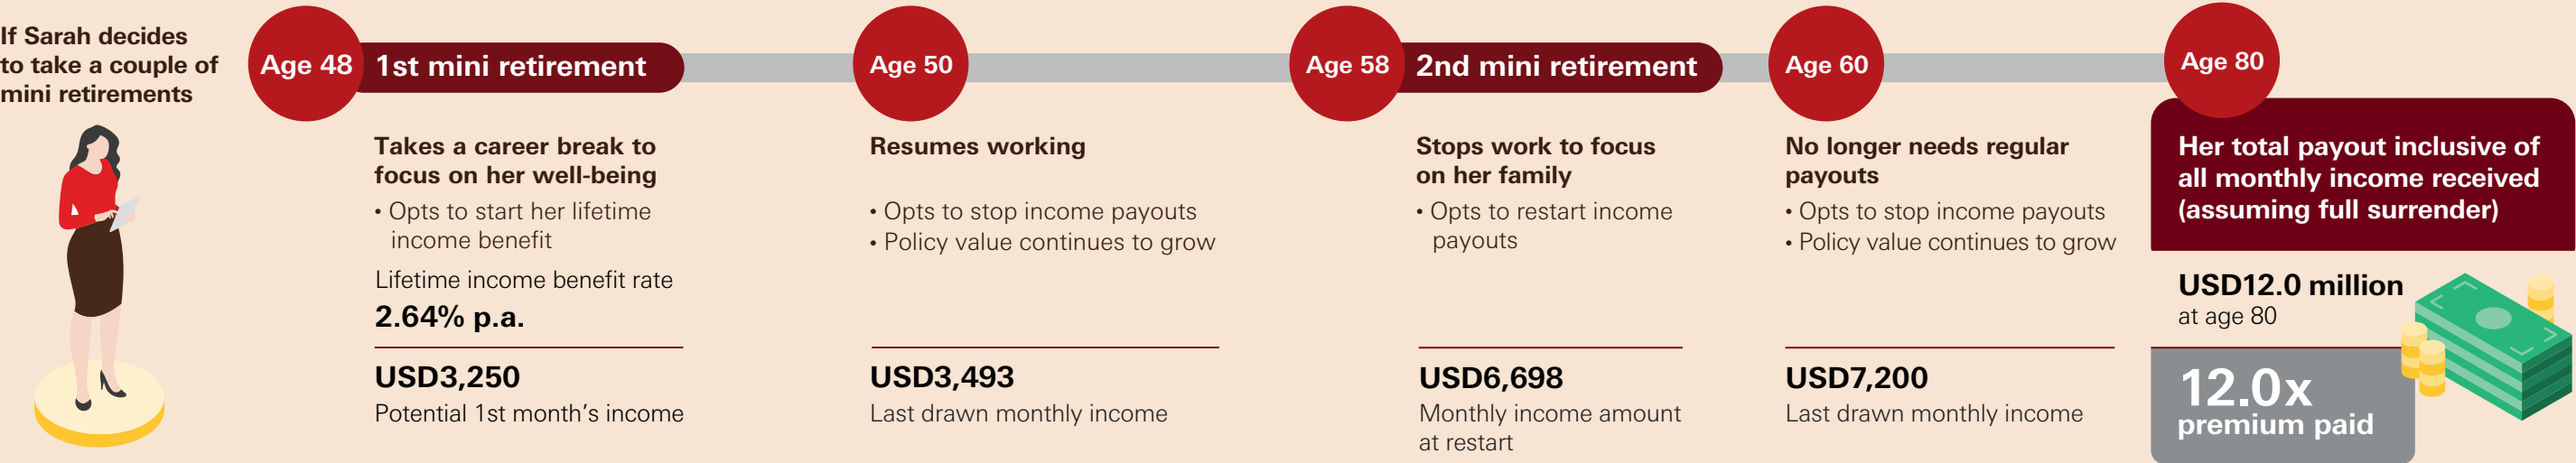 If Sarah decides
to take a couple of
mini retirements
Age 48
1st mini retirement
Takes a career break to
focus on her well-being
• Opts to start her lifetime
income benefit
Lifetime income benefit rate
2.64% p.a.
USD3,250
Potential 1st month’s income
Age 50
Resumes working
• Opts to stop income payouts
• Policy value continues to grow
USD3,493
Last drawn monthly income
Age 58
2nd mini retirement
Stops work to focus
on her family
• Opts to restart income
payouts
USD6,698
Monthly income amount
at restart
Age 60
No longer needs regular
payouts
• Opts to stop income payouts
• Policy value continues to grow
USD7,200
Last drawn monthly income
Age 80
Her total payout inclusive of
all monthly income received
(assuming full surrender)
USD12.0 million
at age 80
12.0x
premium paid